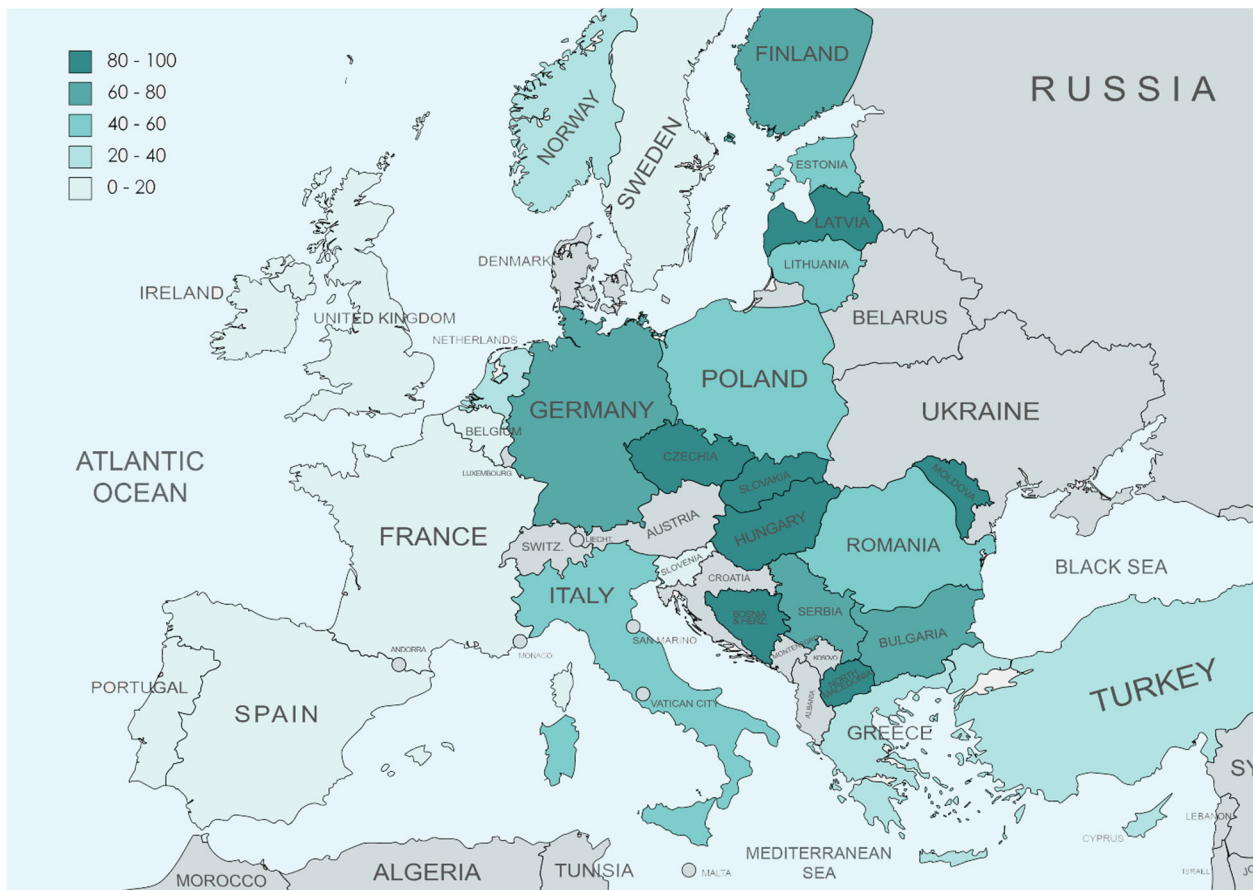 80 - 100
60 - 80
40 - 60
20 - 40
0 - 20
FINLAND
RUSSIA
NORWAY
SWEDEN
ESTONIA
LATVIA
DENMARK
LITHUANIA
IRELAND
UNITED KINGDOM
BELARUS
NETHERLANDS
POLAND
GERMANY
UKRAINE
BELGIUM
ATLANTIC
OCEAN
CZECHIA
LUXEMBOURG
SLOVAKIA
MOLDOVA
FRANCE
AUSTRIA
HUNGARY
SWITZ.
LIECHT.
ROMANIA
SLOVENIA
BLACK SEA
CROATIA
ITALY
BOSNIA
& HERZ.
SERBIA
SAN MARINO
BULGARIA
MONTENEGRO
KOSOVO
ANDORRA
MONACO
NORTH
MACEDONIA
PORTUGAL
TURKEY
SPAIN
VATICAN CITY
ALBANIA
GREECE
SY
LEBANON
CYPRUS
MEDITERRANEAN
SEA
ALGERIA
TUNISIA
MALTA
ISRAEL
J
MOROCCO